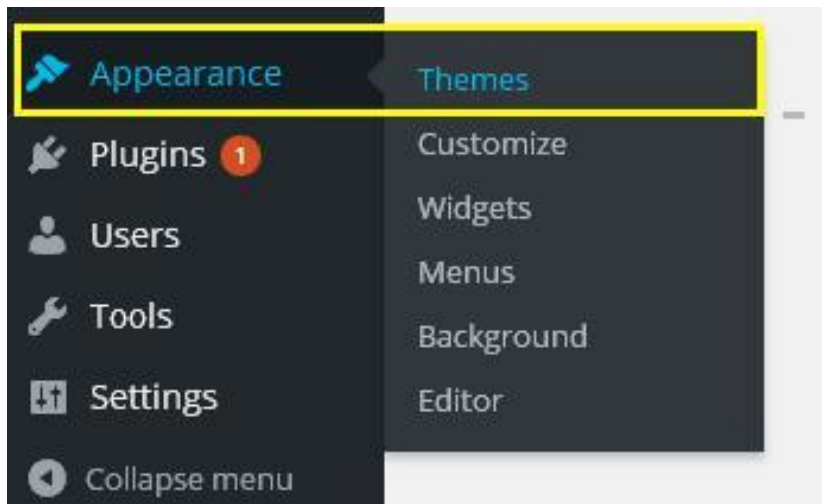 Appearance
Plugins 1
Users
Tools
Settings
Collapse menu
Themes
Customize
Widgets
Menus
Background
Editor